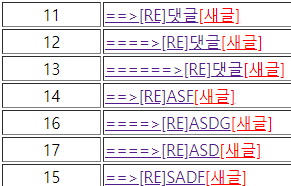 11 ==>[RE]댓글[새글]
12 ====>[RE]댓글[새글]
13 ======>[RE]댓글[새글]
14 ==>[RE]ASF[새글]
16 ====>[RE]ASDG[새글]
17 ====>[RE]ASD[새글]
15 ==>[RE]SADF[새글]